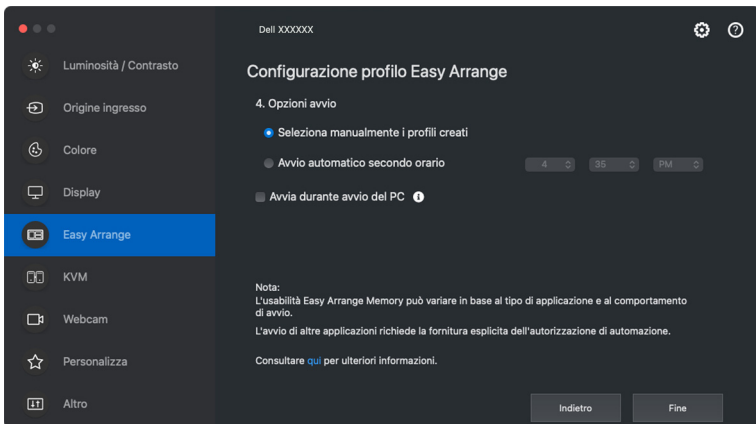 Dell XXXXXX
Luminosità / Contrasto
Origine ingresso
Colore
Display
Easy Arrange
KVM
Webcam
Personalizza
Altro
Configurazione profilo Easy Arrange
4. Opzioni avvio
Seleziona manualmente i profili creati
Avvio automatico secondo orario
4 35 PM
Avvia durante avvio del PC
Nota:
L'usabilità Easy Arrange Memory può variare in base al tipo di applicazione e al comportamento
di avvio.
L'avvio di altre applicazioni richiede la fornitura esplicita dell'autorizzazione di automazione.
Consultare qui per ulteriori informazioni.
Indietro
Fine